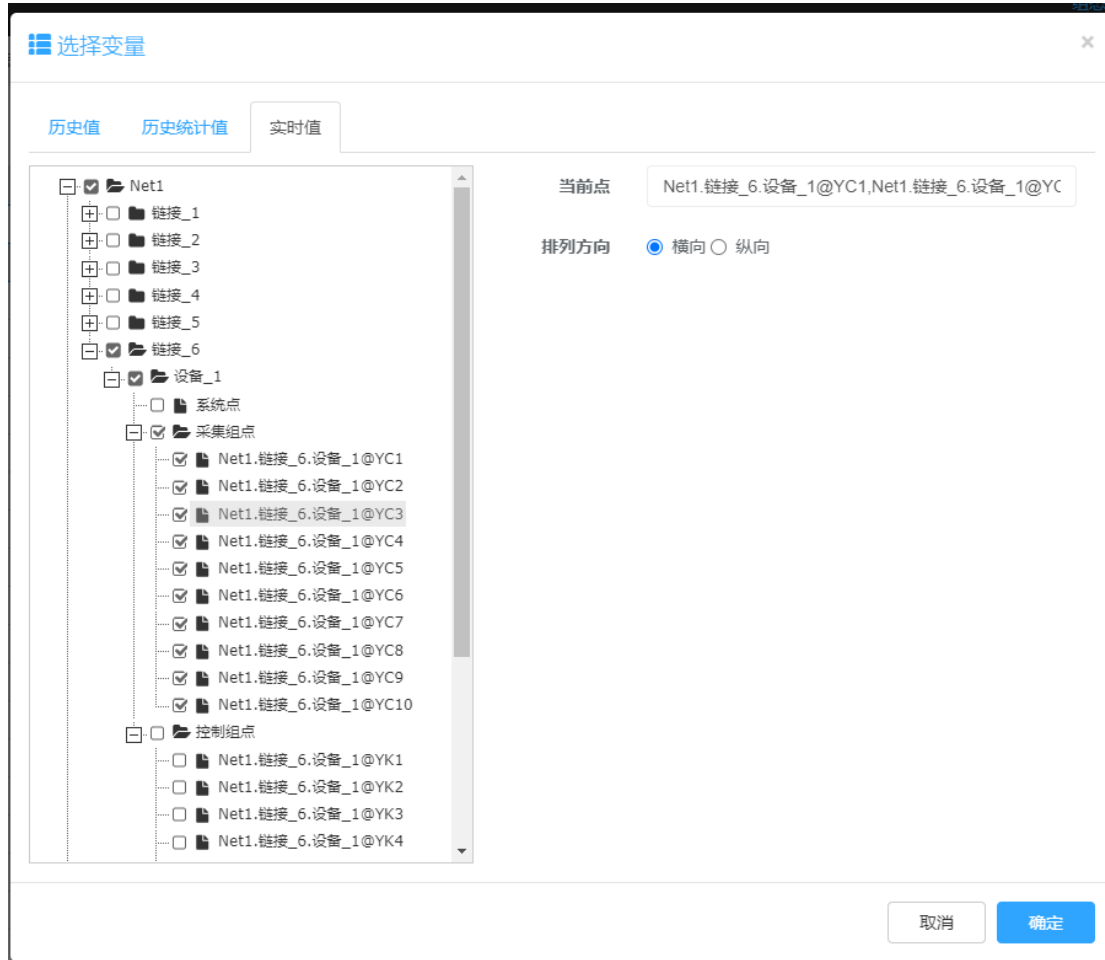 选择变量
历史值 历史统计值 实时值
Net1
链接_1
链接_2
链接_3
链接_4
链接_5
链接_6
设备_1
系统点
采集组点
Net1.链接_6.设备_1@YC1
Net1.链接_6.设备_1@YC2
Net1.链接_6.设备_1@YC3
Net1.链接_6.设备_1@YC4
Net1.链接_6.设备_1@YC5
Net1.链接_6.设备_1@YC6
Net1.链接_6.设备_1@YC7
Net1.链接_6.设备_1@YC8
Net1.链接_6.设备_1@YC9
Net1.链接_6.设备_1@YC10
控制组点
Net1.链接_6.设备_1@YK1
Net1.链接_6.设备_1@YK2
Net1.链接_6.设备_1@YK3
Net1.链接_6.设备_1@YK4
当前点 Net1.链接_6.设备_1@YC1,Net1.链接_6.设备_1@YC
排列方向 横向 纵向
取消 确定